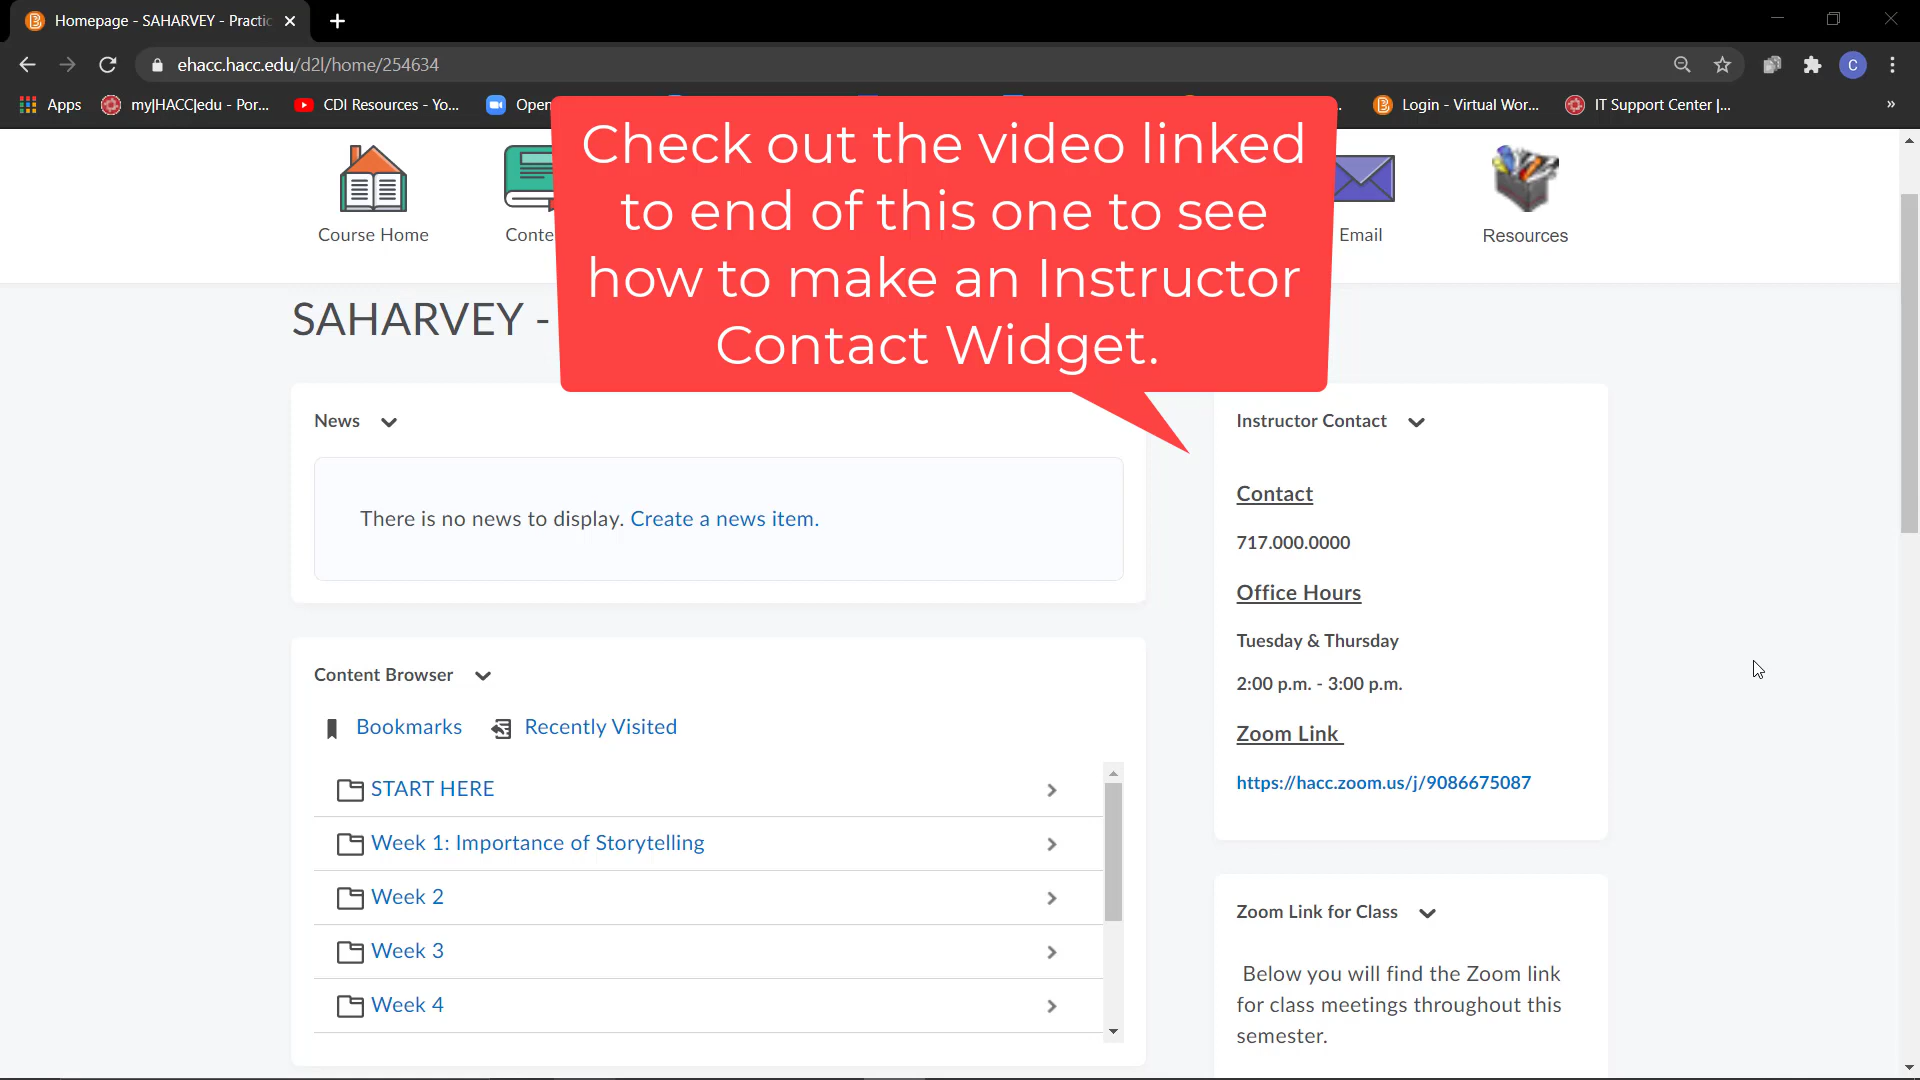 Homepage - SAHARVEY - Practic
ehacc.hacc.edu/d2l/home/254634
Apps
my|HACC|edu - Por...
CDI Resources - Yo...
Login - Virtual Wor...
IT Support Center |...
»
C
Check out the video linked
to end of this one to see
how to make an Instructor
Contact Widget.
Course Home
Email
Resources
SAHARVEY -
News
There is no news to display. Create a news item.
Content Browser
Bookmarks
Recently Visited
START HERE
Week 1: Importance of Storytelling
Week 2
Week 3
Week 4
Instructor Contact
Contact
717.000.0000
Office Hours
Tuesday & Thursday
2:00 p.m. - 3:00 p.m.
Zoom Link
https://hacc.zoom.us/j/9086675087
Zoom Link for Class
Below you will find the Zoom link
for class meetings throughout this
semester.